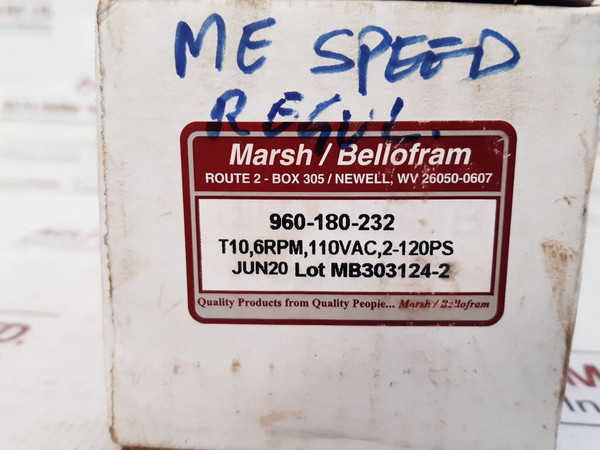 ME SPEED
REGUL.
Marsh / Bellofram
ROUTE 2 - BOX 305 / NEWELL, WV 26050-0607
960-180-232
T10,6RPM,110VAC,2-120PS
JUN20 Lot MB303124-2
Quality Products from Quality People... Marsh / Bellofram